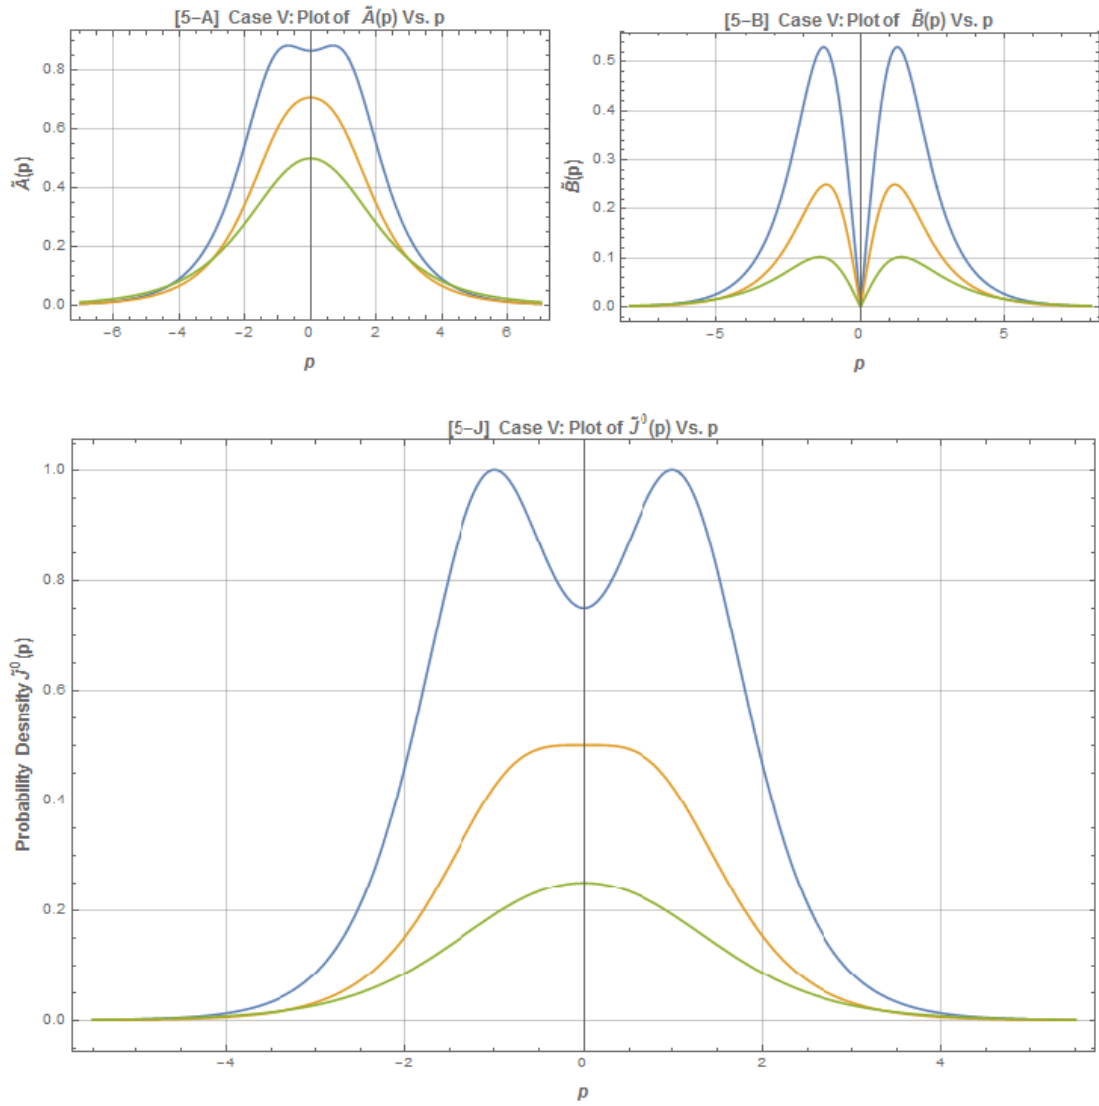 [5–A]  Case V: Plot of  Ã(p) Vs. p
0.8
0.6
0.4
0.2
0.0
Ã(p)
−6 −4 −2 0 2 4 6
p
[5–B]  Case V: Plot of  B̃(p) Vs. p
0.5
0.4
0.3
0.2
0.1
0.0
B̃(p)
−5 0 5
p
[5–J]  Case V: Plot of J̃⁰(p) Vs. p
1.0
0.8
0.6
0.4
0.2
0.0
Probability Desnsity J̃⁰(p)
−4 −2 0 2 4
p